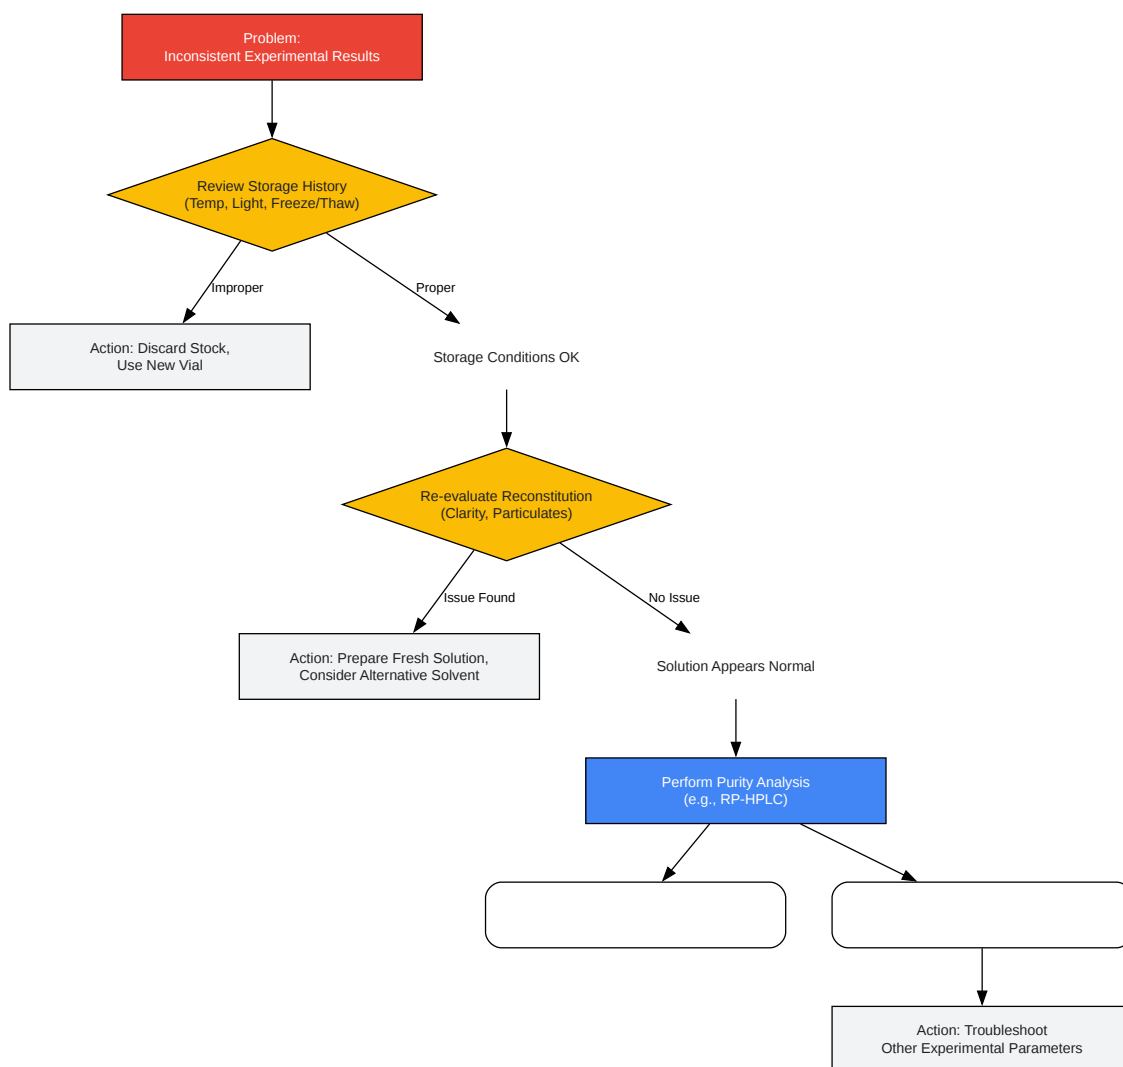 Problem:
Inconsistent Experimental Results
Review Storage History
(Temp, Light, Freeze/Thaw)
Improper
Proper
Action: Discard Stock,
Use New Vial
Storage Conditions OK
Re-evaluate Reconstitution
(Clarity, Particulates)
Issue Found
No Issue
Action: Prepare Fresh Solution,
Consider Alternative Solvent
Solution Appears Normal
Perform Purity Analysis
(e.g., RP-HPLC)
Action: Troubleshoot
Other Experimental Parameters